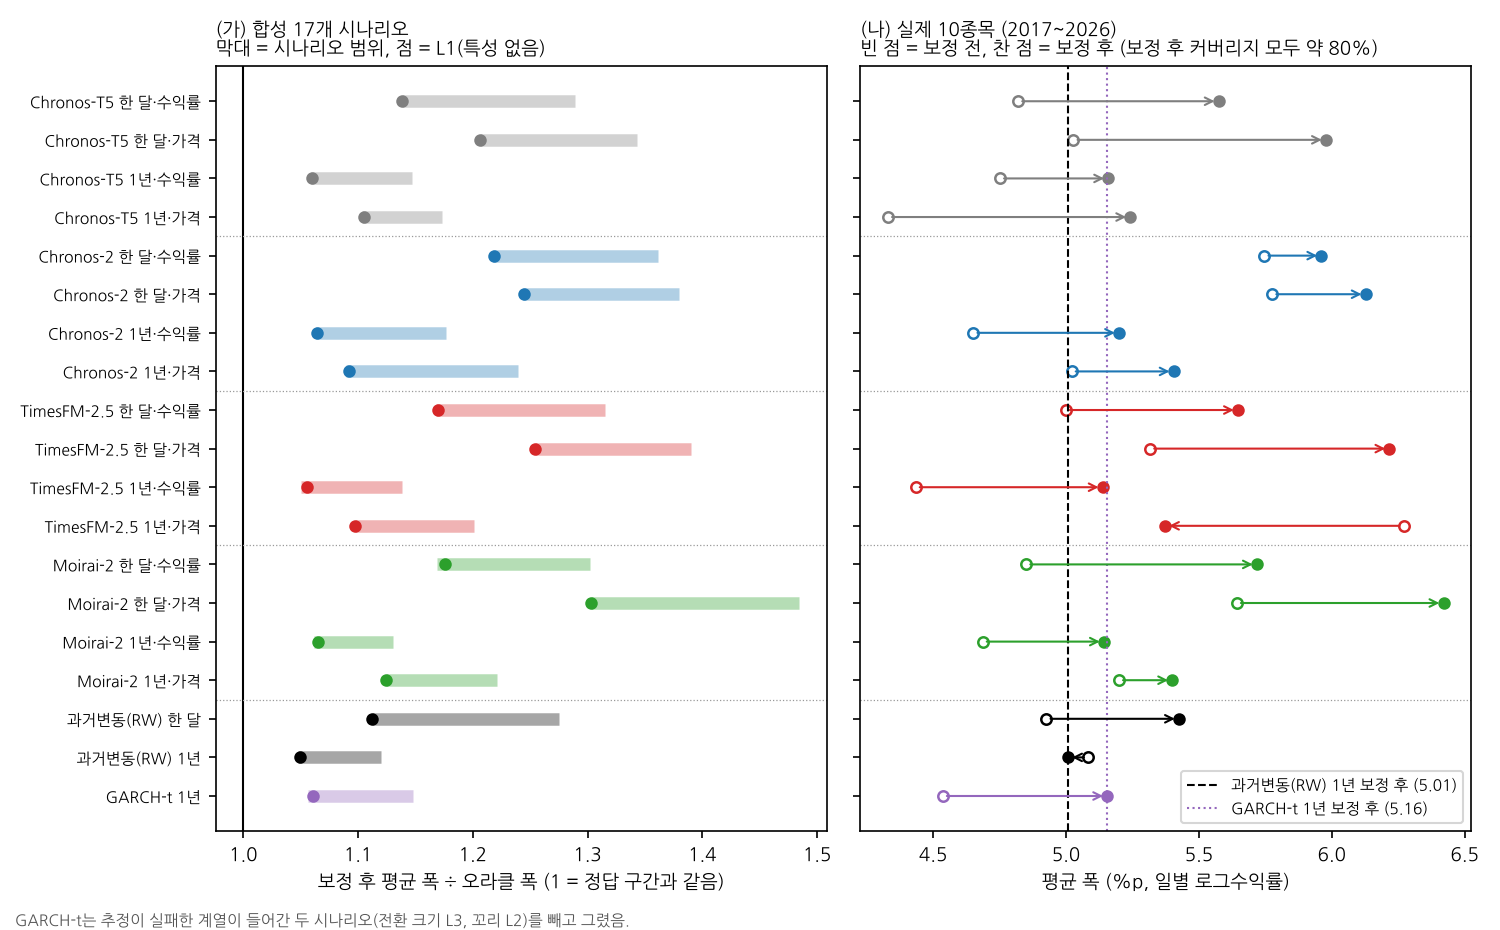 (가) 합성 17개 시나리오
막대 = 시나리오 범위, 점 = L1(특성 없음)
(나) 실제 10종목 (2017~2026)
빈 점 = 보정 전, 찬 점 = 보정 후 (보정 후 커버리지 모두 약 80%)
Chronos-T5 한 달·수익률
Chronos-T5 한 달·가격
Chronos-T5 1년·수익률
Chronos-T5 1년·가격
Chronos-2 한 달·수익률
Chronos-2 한 달·가격
Chronos-2 1년·수익률
Chronos-2 1년·가격
TimesFM-2.5 한 달·수익률
TimesFM-2.5 한 달·가격
TimesFM-2.5 1년·수익률
TimesFM-2.5 1년·가격
Moirai-2 한 달·수익률
Moirai-2 한 달·가격
Moirai-2 1년·수익률
Moirai-2 1년·가격
과거변동(RW) 한 달
과거변동(RW) 1년
GARCH-t 1년
1.0 1.1 1.2 1.3 1.4 1.5
보정 후 평균 폭 ÷ 오라클 폭 (1 = 정답 구간과 같음)
과거변동(RW) 1년 보정 후 (5.01)
GARCH-t 1년 보정 후 (5.16)
4.5 5.0 5.5 6.0 6.5
평균 폭 (%p, 일별 로그수익률)
GARCH-t는 추정이 실패한 계열이 들어간 두 시나리오(전환 크기 L3, 꼬리 L2)를 빼고 그렸음.